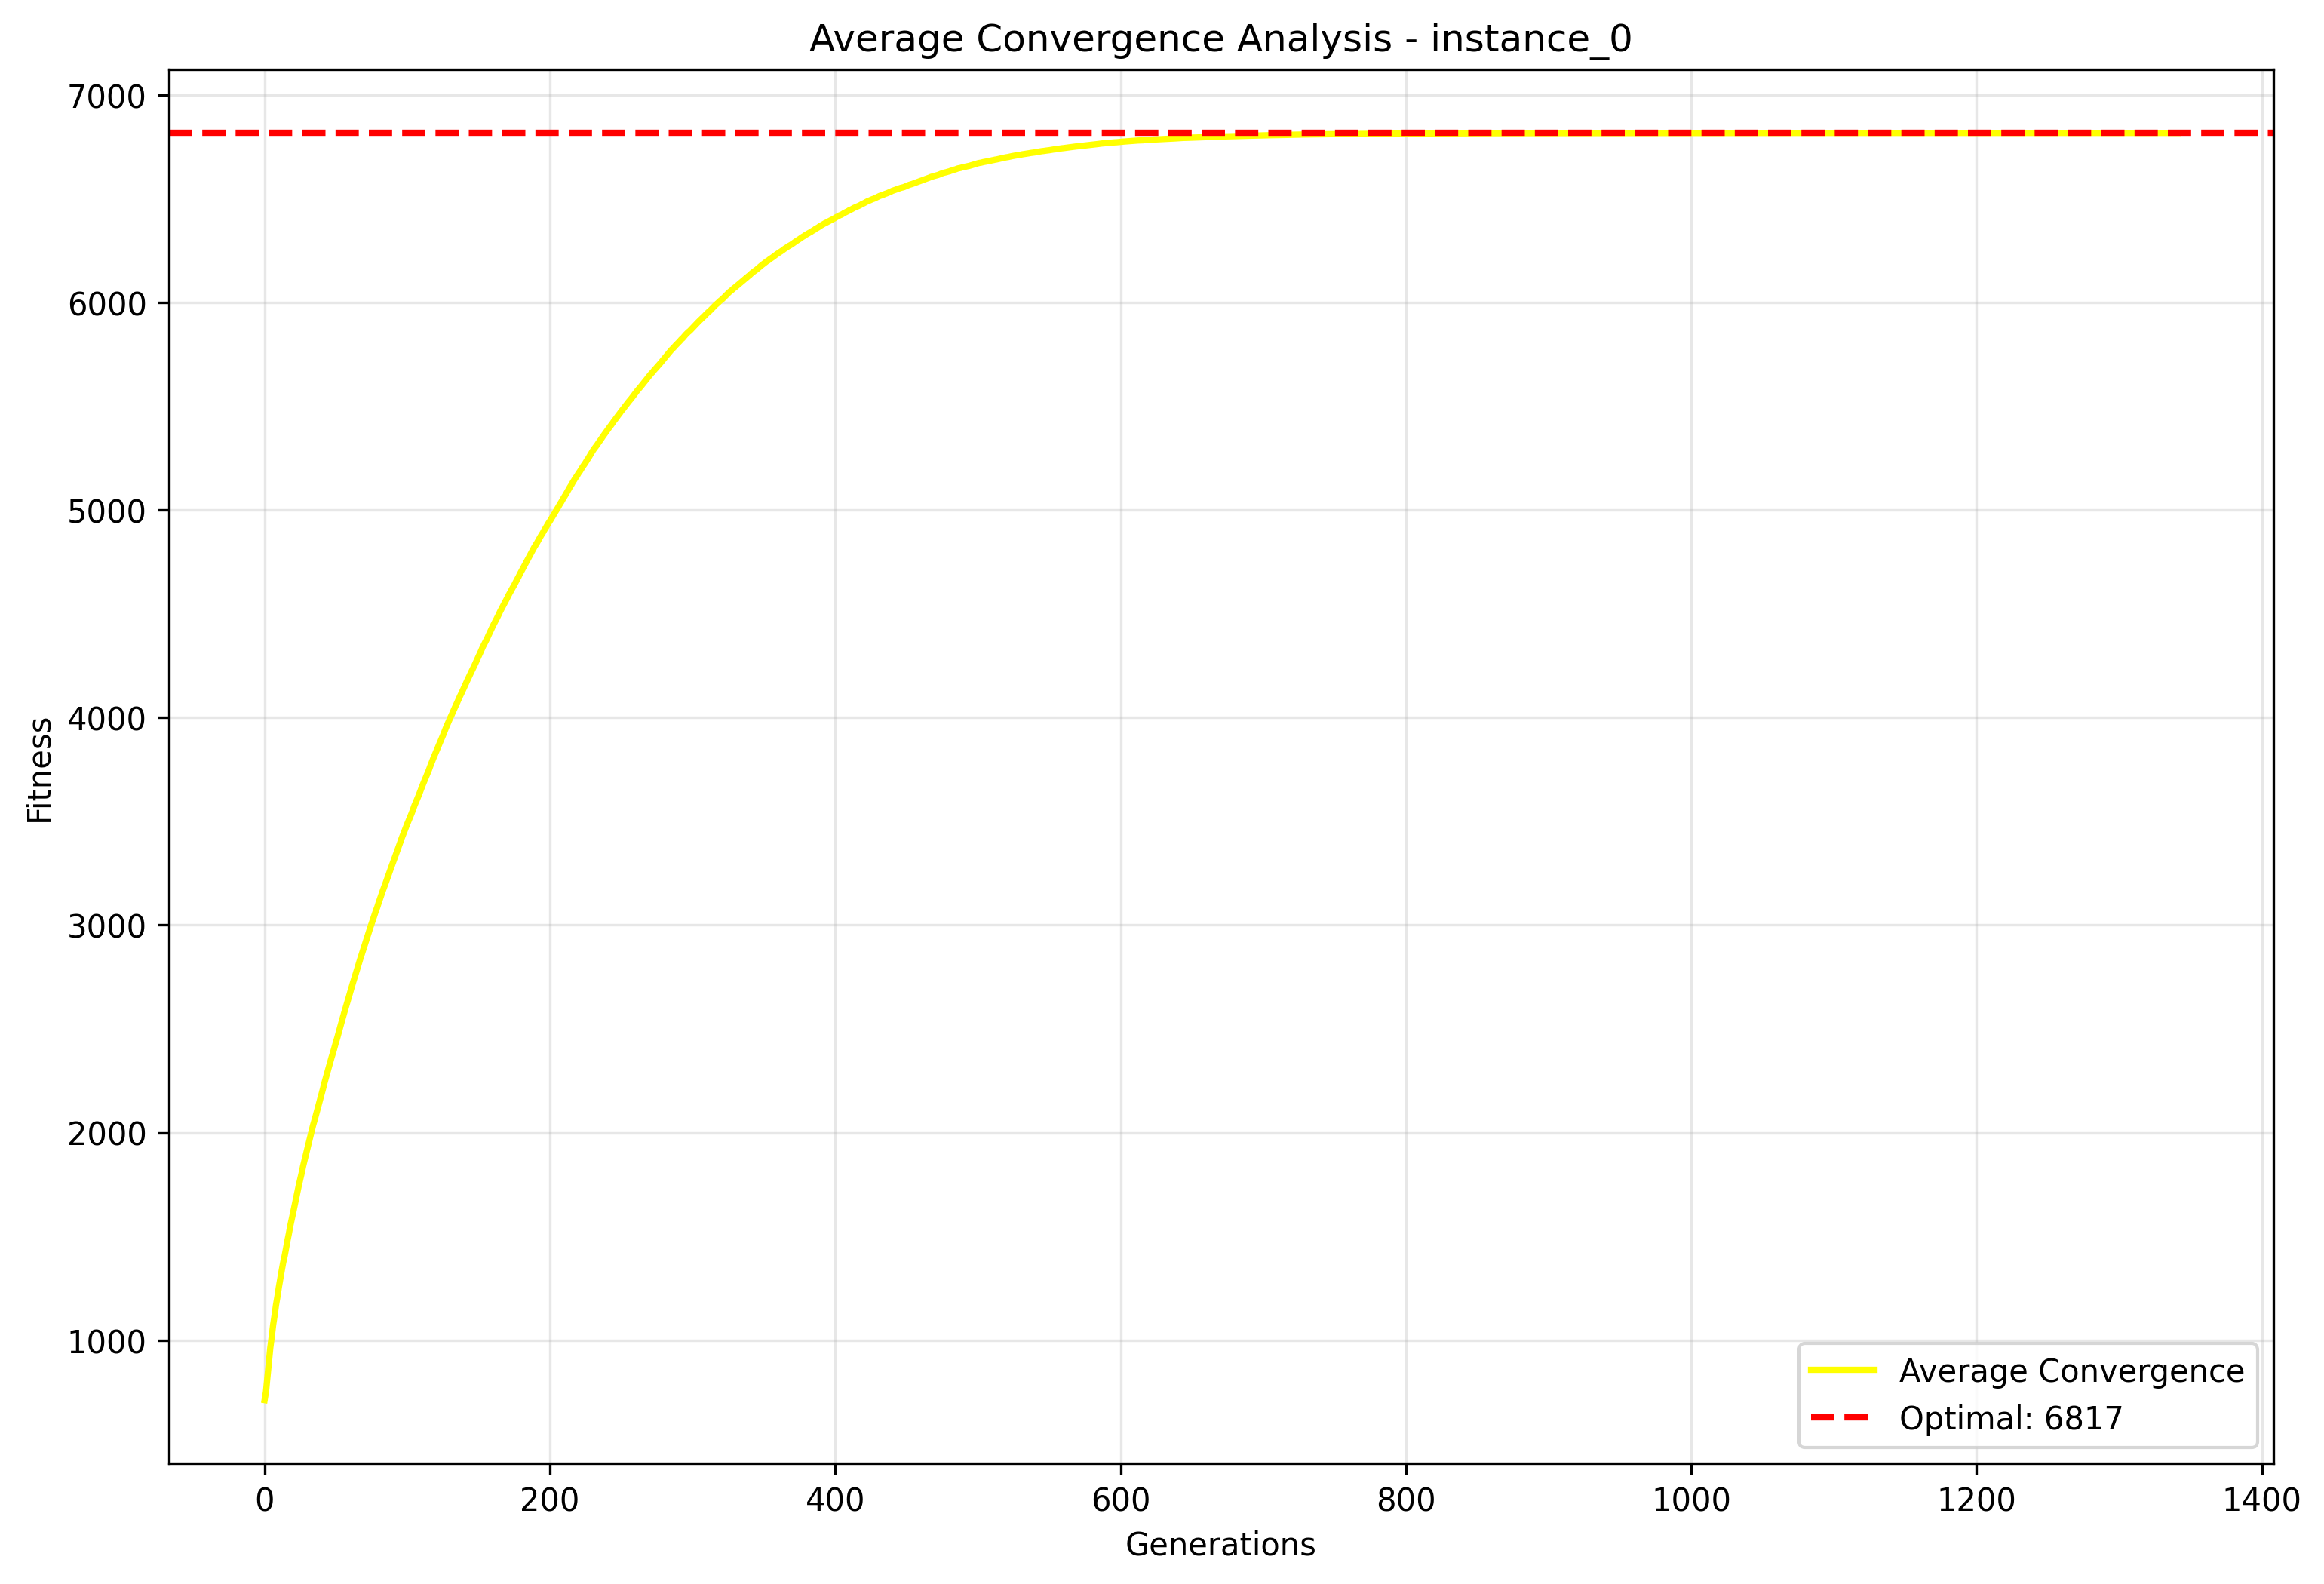 Average Convergence Analysis - instance_0
7000
6000
5000
4000
3000
2000
1000
Fitness
0 200 400 600 800 1000 1200 1400
Generations
Average Convergence
Optimal: 6817